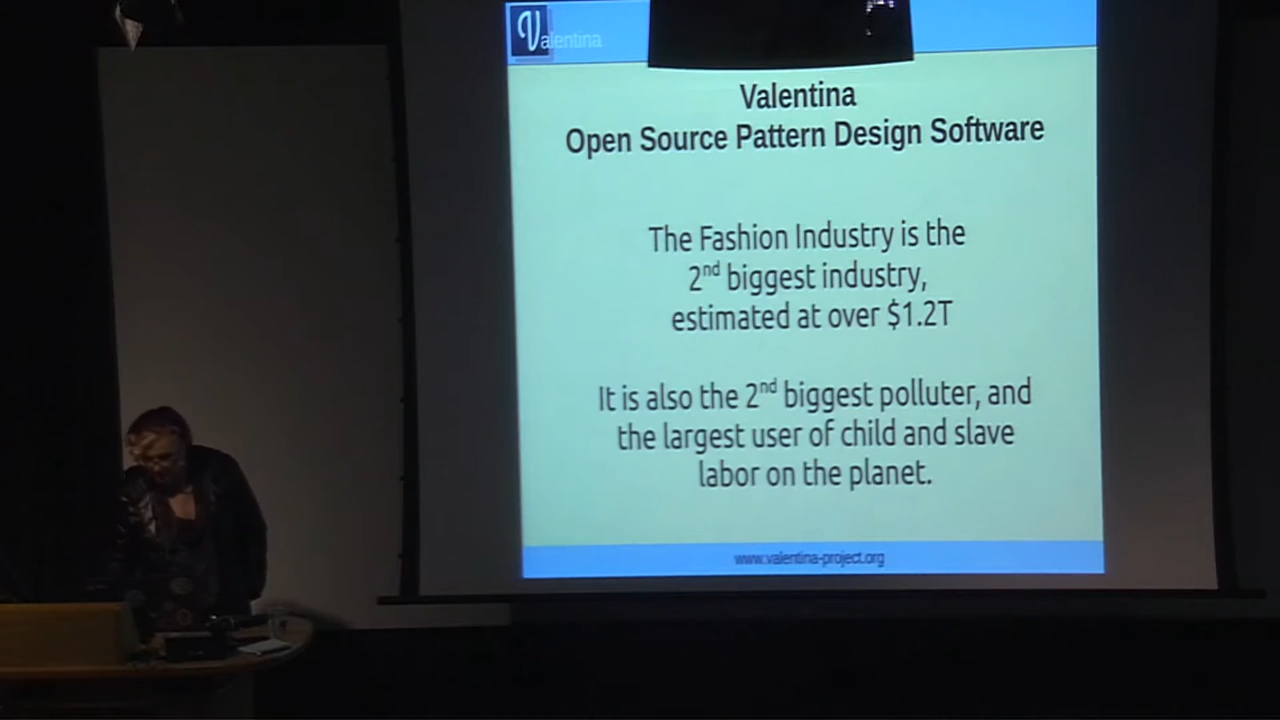 Valentina
Valentina
Open Source Pattern Design Software
The Fashion Industry is the
2nd biggest industry,
estimated at over $1.2T
It is also the 2nd biggest polluter, and
the largest user of child and slave
labor on the planet.
www.valentina-project.org